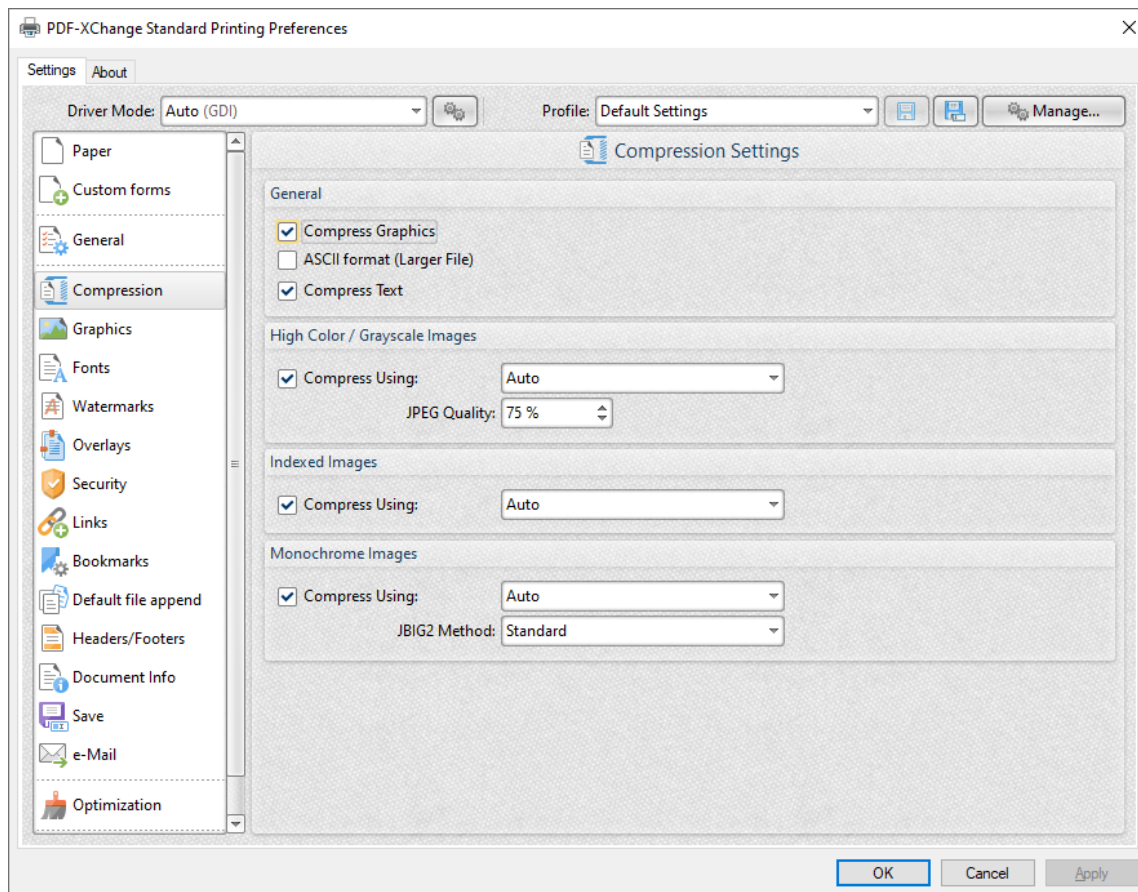 PDF-XChange Standard Printing Preferences
Settings
About
Driver Mode: Auto (GDI)
Profile: Default Settings
Manage...
Paper
Custom forms
General
Compression
Graphics
Fonts
Watermarks
Overlays
Security
Links
Bookmarks
Default file append
Headers/Footers
Document Info
Save
e-Mail
Optimization
Compression Settings
General
Compress Graphics
ASCII format (Larger File)
Compress Text
High Color / Grayscale Images
Compress Using: Auto
JPEG Quality: 75 %
Indexed Images
Compress Using: Auto
Monochrome Images
Compress Using: Auto
JBIG2 Method: Standard
OK
Cancel
Apply